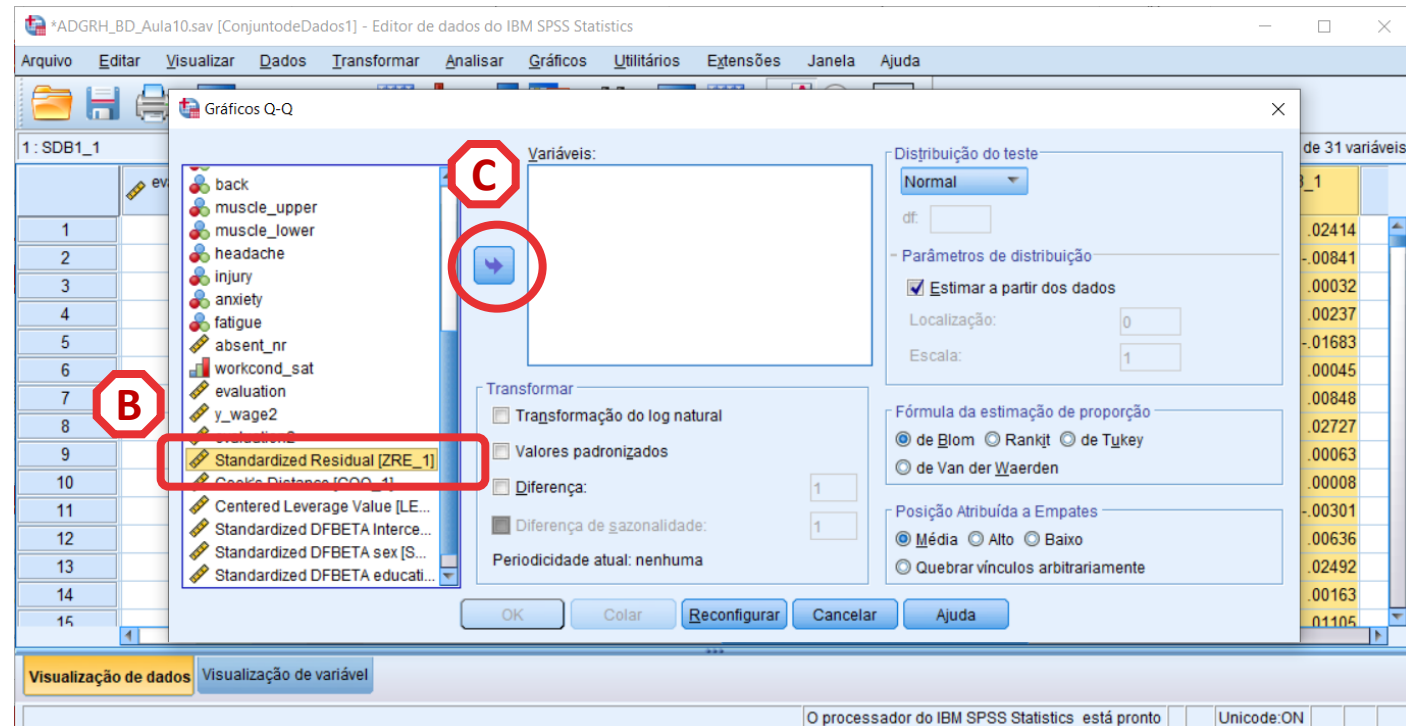 *ADGRH_BD_Aula10.sav [ConjuntodeDados1] - Editor de dados do IBM SPSS Statistics
Arquivo Editar Visualizar Dados Transformar Analisar Gráficos Utilitários Extensões Janela Ajuda
Gráficos Q-Q
1 : SDB1_1
de 31 variáveis
C
B
back
muscle_upper
muscle_lower
headache
injury
anxiety
fatigue
absent_nr
workcond_sat
evaluation
y_wage2
evaluation2
Standardized Residual [ZRE_1]
Cook's Distance [COO_1]
Centered Leverage Value [LE...
Standardized DFBETA Interce...
Standardized DFBETA sex [S...
Standardized DFBETA educati...
Variáveis:
Transformar
Transformação do log natural
Valores padronizados
Diferença: 1
Diferença de sazonalidade: 1
Periodicidade atual: nenhuma
Distribuição do teste
Normal
df:
Parâmetros de distribuição
Estimar a partir dos dados
Localização: 0
Escala: 1
Fórmula da estimação de proporção
de Blom Rankit de Tukey
de Van der Waerden
Posição Atribuída a Empates
Média Alto Baixo
Quebrar vínculos arbitrariamente
OK Colar Reconfigurar Cancelar Ajuda
1 .02414
2 -.00841
3 .00032
4 .00237
5 -.01683
6 .00045
7 .00848
8 .02727
9 .00063
10 .00008
11 -.00301
12 .00636
13 .02492
14 .00163
15 .01105
Visualização de dados Visualização de variável
O processador do IBM SPSS Statistics está pronto Unicode:ON